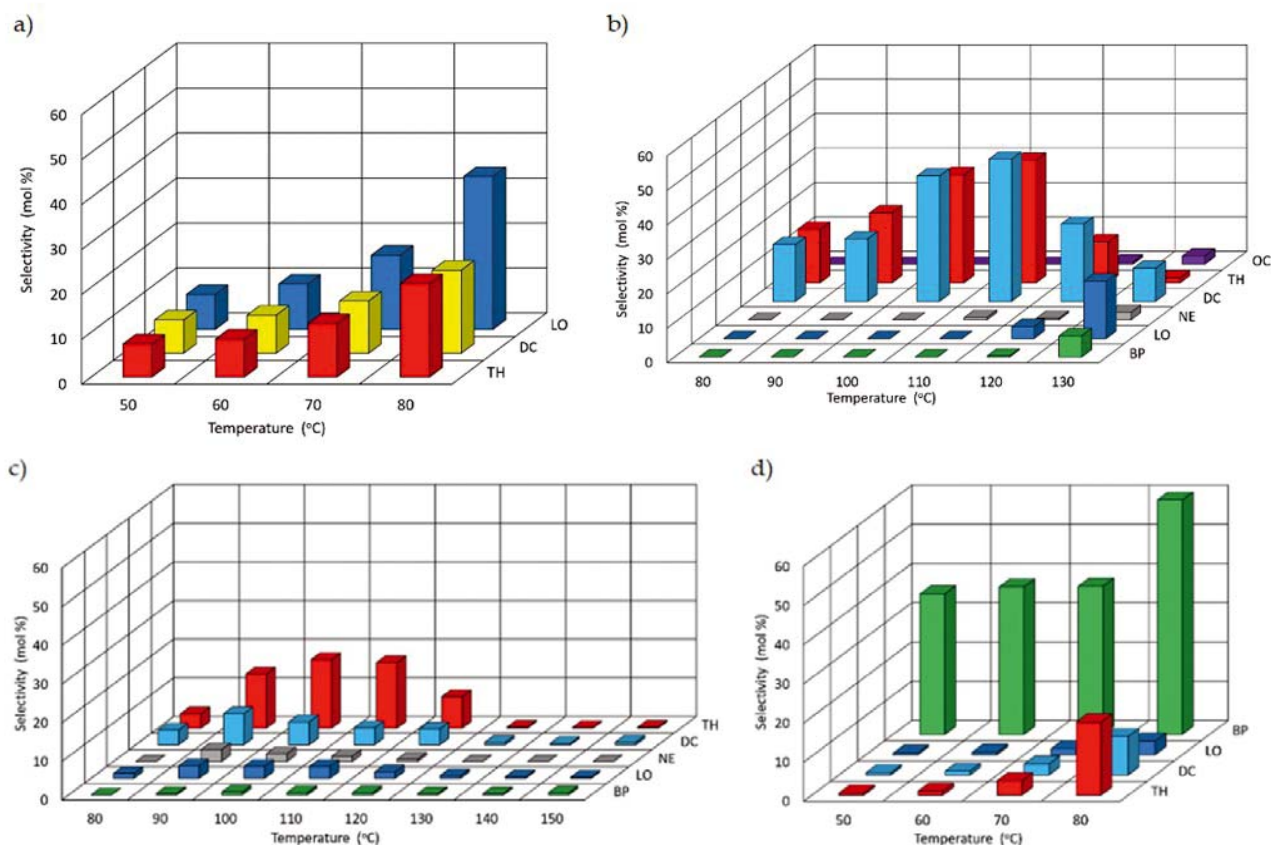 a)
60
50
40
30
20
10
0
Selectivity (mol %)
50 60 70 80
Temperature (°C)
LO
DC
TH
b)
60
50
40
30
20
10
0
Selectivity (mol %)
80 90 100 110 120 130
Temperature (°C)
OC
TH
DC
NE
LO
BP
c)
60
50
40
30
20
10
0
Selectivity (mol %)
80 90 100 110 120 130 140 150
Temperature (°C)
TH
DC
NE
LO
BP
d)
60
50
40
30
20
10
0
Selectivity (mol %)
50 60 70 80
Temperature (°C)
BP
LO
DC
TH